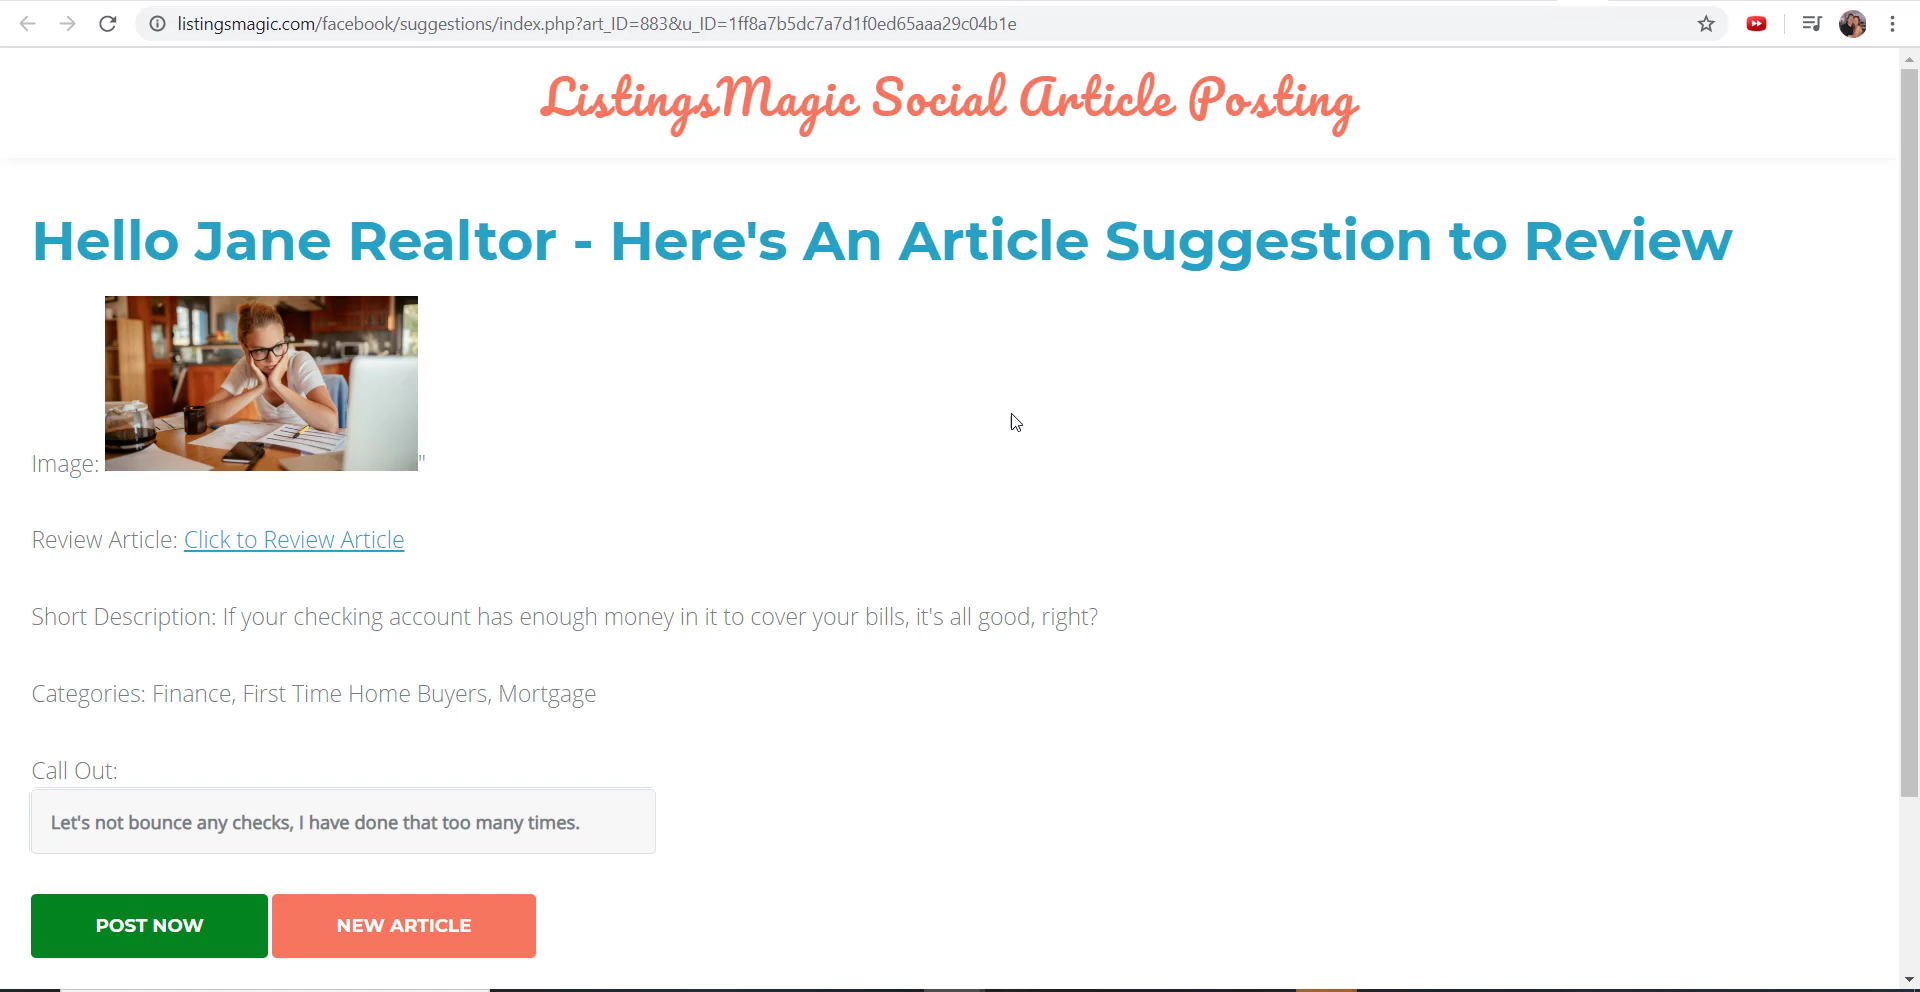 listingsmagic.com/facebook/suggestions/index.php?art_ID=883&u_ID=1ff8a7b5dc7a7d1f0ed65aaa29c04b1e
ListingsMagic Social Article Posting
Hello Jane Realtor - Here's An Article Suggestion to Review
Image: "
Review Article: Click to Review Article
Short Description: If your checking account has enough money in it to cover your bills, it's all good, right?
Categories: Finance, First Time Home Buyers, Mortgage
Call Out:
Let's not bounce any checks, I have done that too many times.
POST NOW NEW ARTICLE